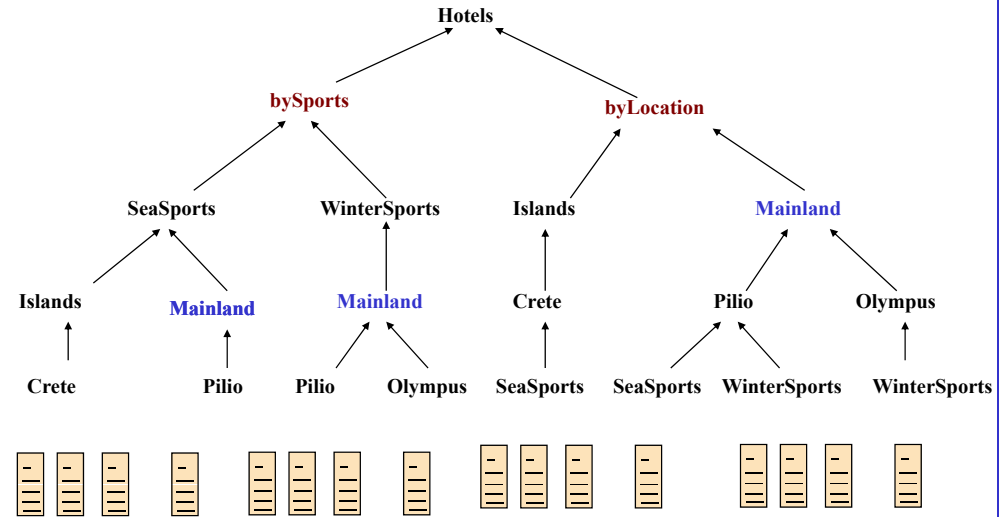 Hotels
bySports
byLocation
SeaSports
WinterSports
Islands
Mainland
Islands
Mainland
Mainland
Crete
Pilio
Olympus
Crete
Pilio
Pilio
Olympus
SeaSports
SeaSports
WinterSports
WinterSports